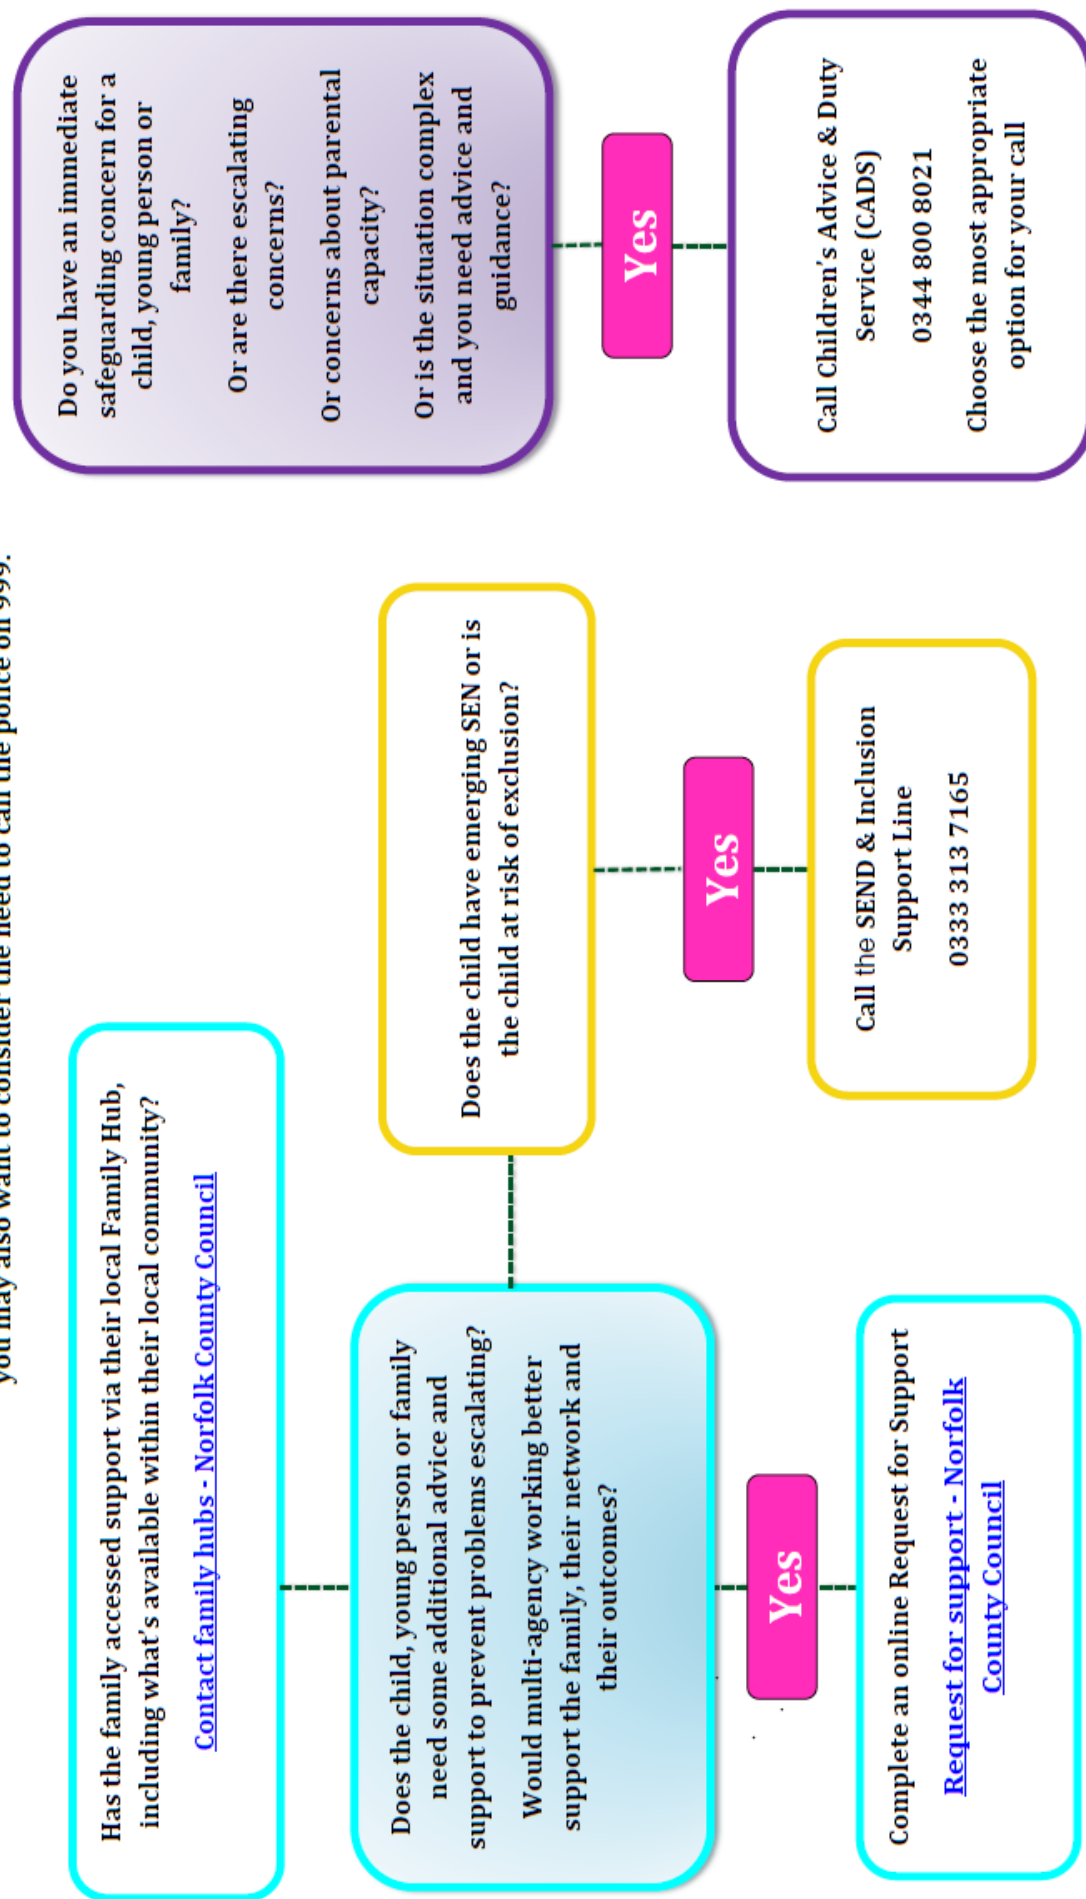 you may also want to consider the need to call the police on 999.
Has the family accessed support via their local Family Hub,
including what's available within their local community?
Contact family hubs - Norfolk County Council
Does the child, young person or family
need some additional advice and
support to prevent problems escalating?
Would multi-agency working better
support the family, their network and
their outcomes?
Yes
Complete an online Request for Support
Request for support - Norfolk
County Council
Does the child have emerging SEN or is
the child at risk of exclusion?
Yes
Call the SEND & Inclusion
Support Line
0333 313 7165
Do you have an immediate
safeguarding concern for a
child, young person or
family?
Or are there escalating
concerns?
Or concerns about parental
capacity?
Or is the situation complex
and you need advice and
guidance?
Yes
Call Children's Advice & Duty
Service (CADS)
0344 800 8021
Choose the most appropriate
option for your call